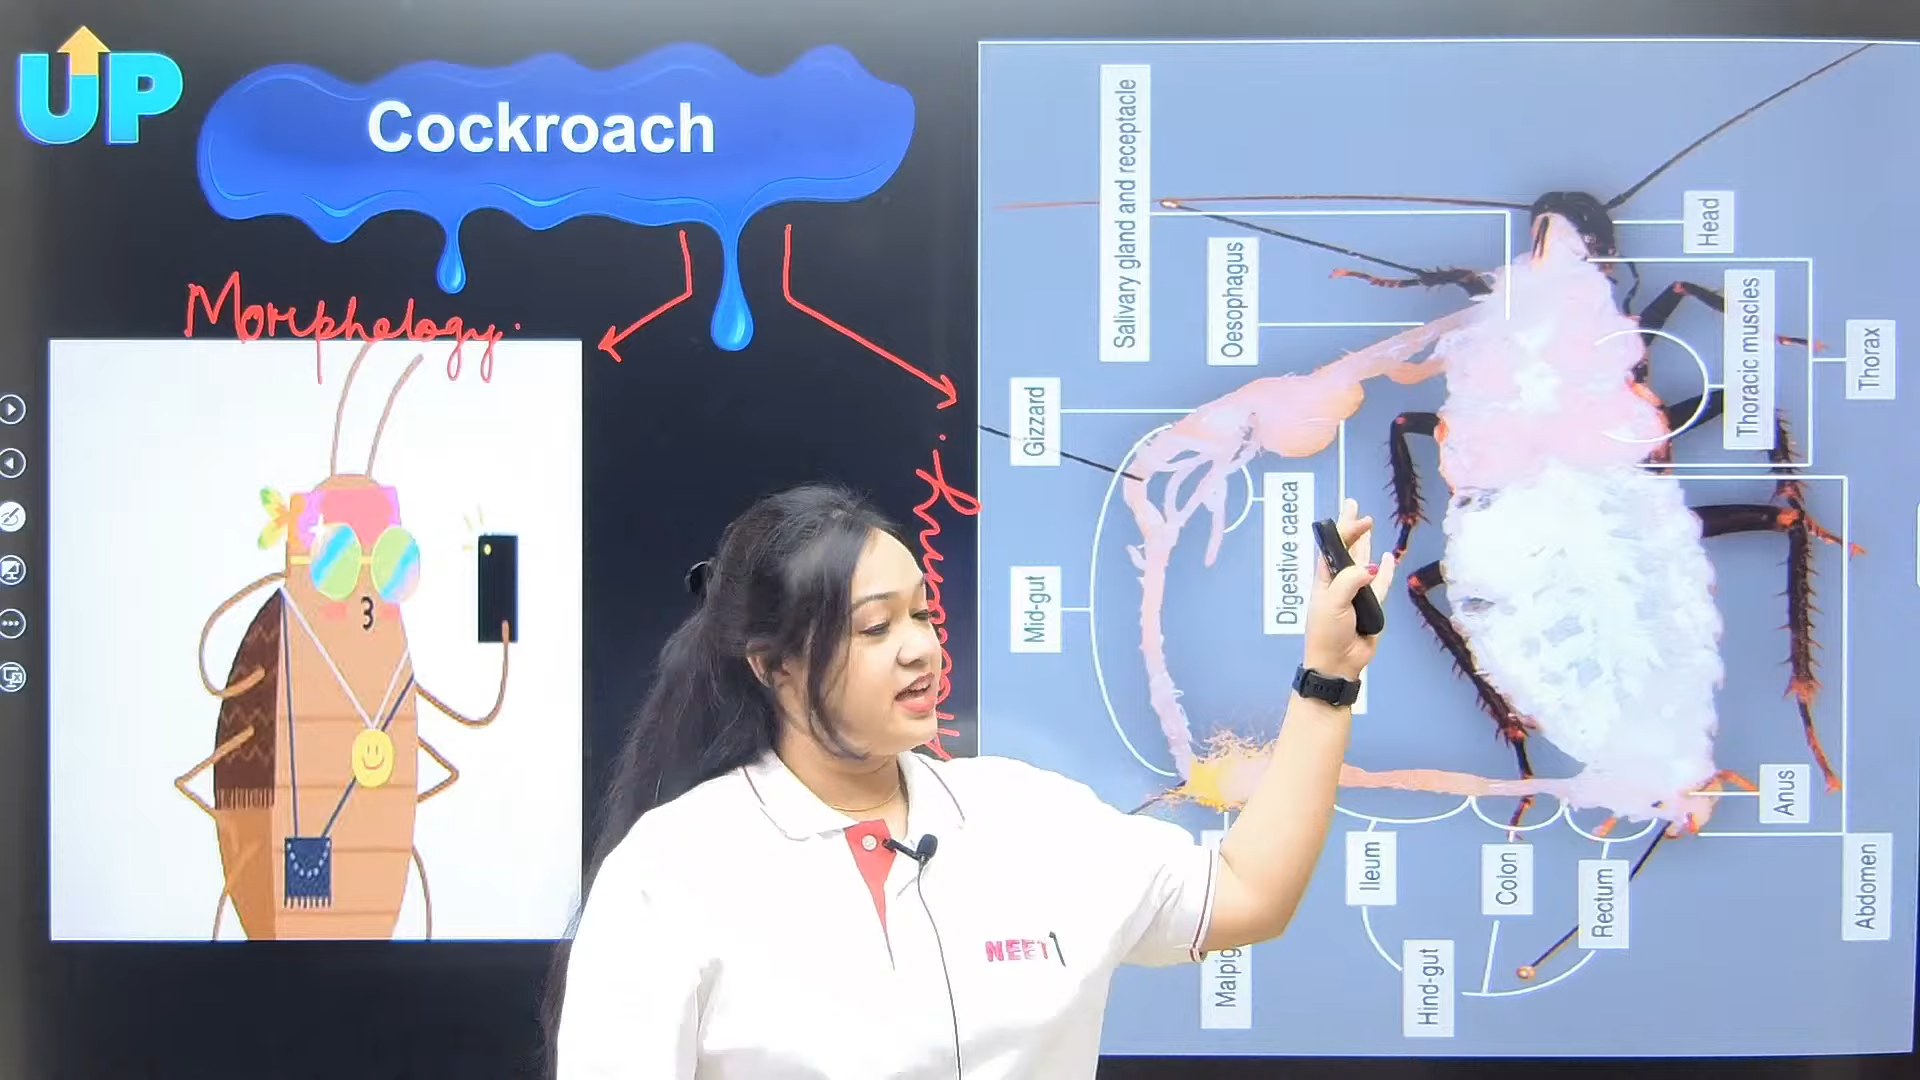 UP
Cockroach
Morphology.
Salivary gland and receptacle
Oesophagus
Head
Gizzard
Thoracic muscles
Thorax
Digestive caeca
Mid-gut
Anus
Ileum
Colon
Rectum
Abdomen
Hind-gut
Malpig
NEET